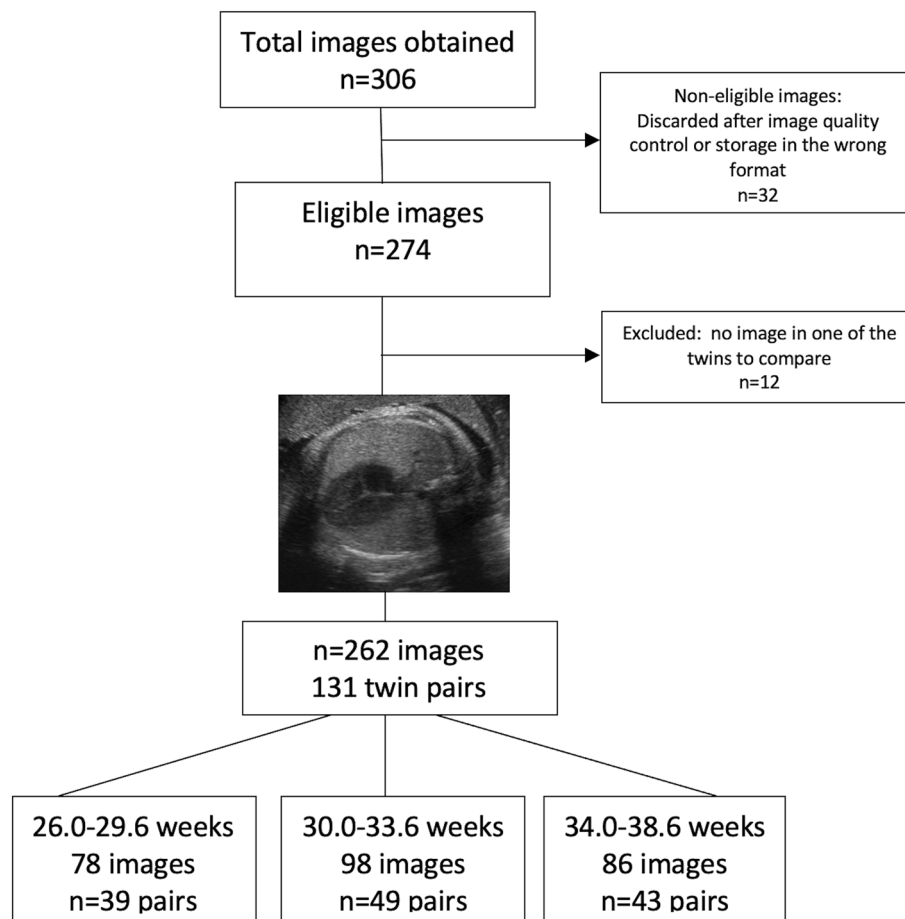 Total images obtained
n=306
Non-eligible images:
Discarded after image quality
control or storage in the wrong
format
n=32
Eligible images
n=274
Excluded:  no image in one of the
twins to compare
n=12
n=262 images
131 twin pairs
26.0-29.6 weeks
78 images
n=39 pairs
30.0-33.6 weeks
98 images
n=49 pairs
34.0-38.6 weeks
86 images
n=43 pairs